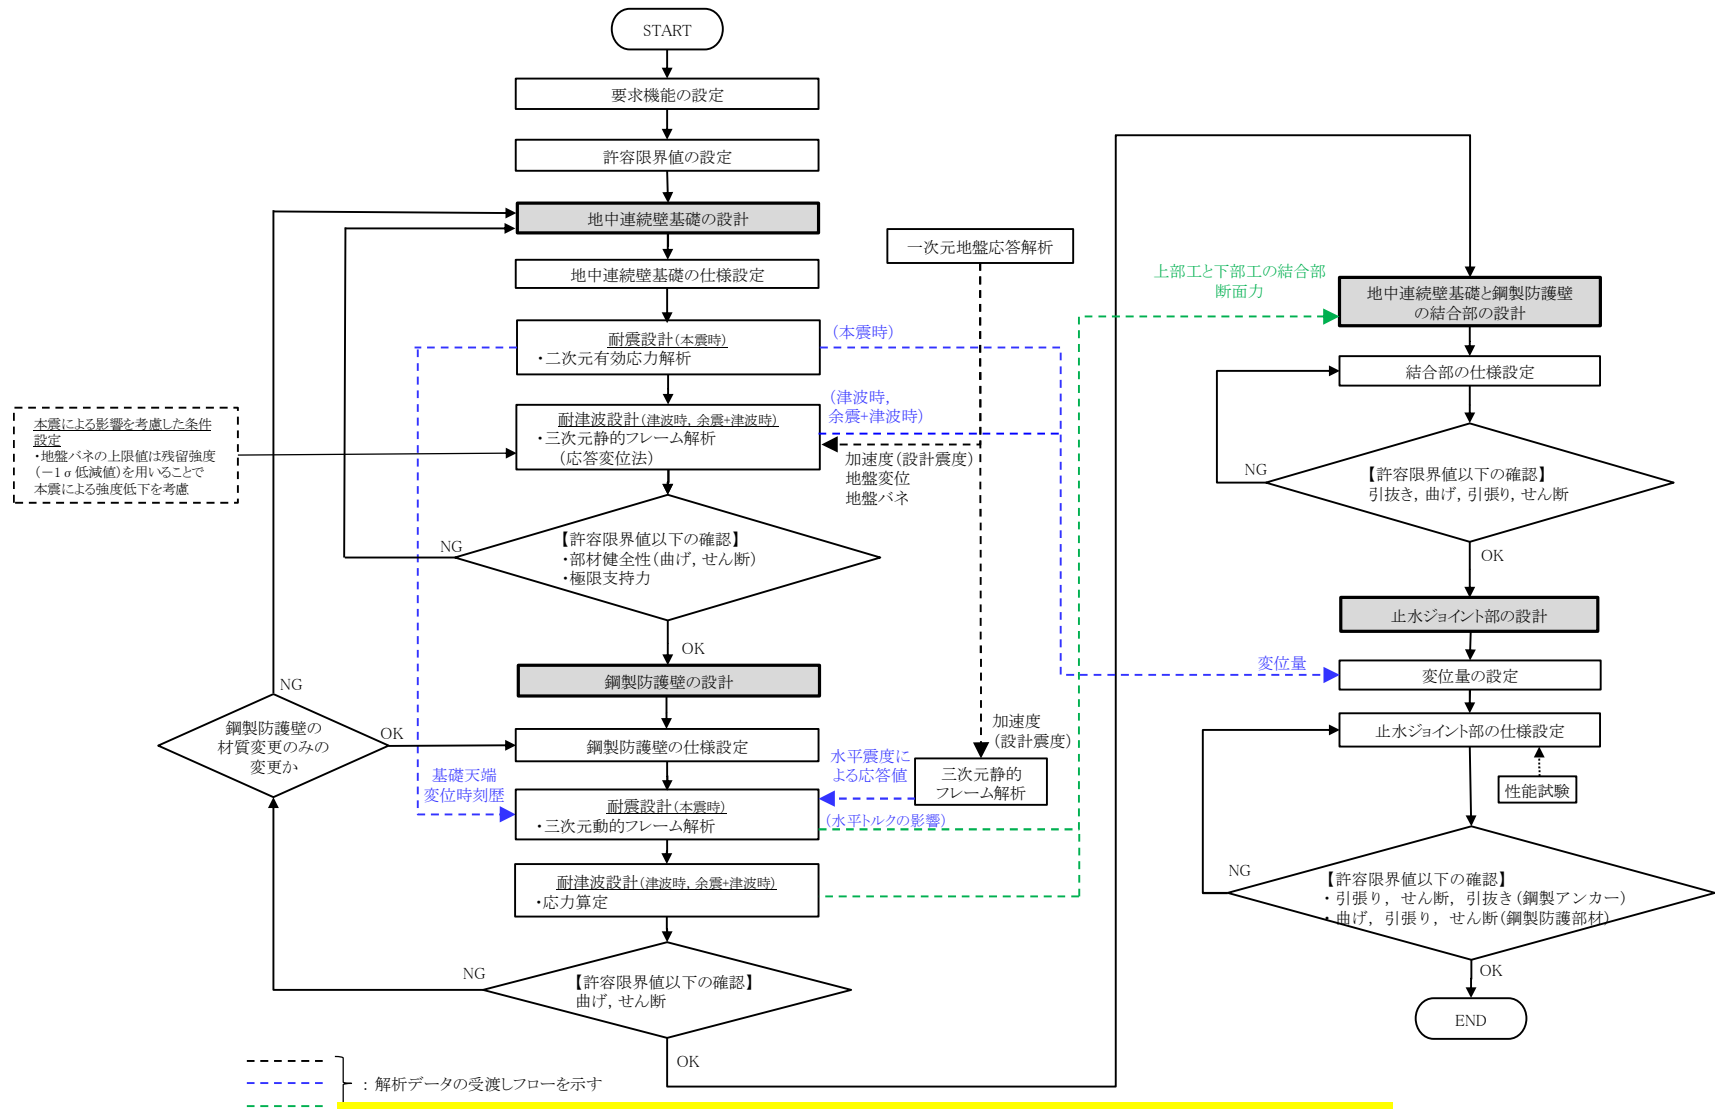 START
要求機能の設定
許容限界値の設定
地中連続壁基礎の設計
地中連続壁基礎の仕様設定
耐震設計(本震時)
・二次元有効応力解析
耐津波設計(津波時, 余震+津波時)
・三次元静的フレーム解析
(応答変位法)
本震による影響を考慮した条件
設定
・地盤バネの上限値は残留強度
(－1σ低減値)を用いることで
本震による強度低下を考慮
【許容限界値以下の確認】
・部材健全性(曲げ, せん断)
・極限支持力
NG
OK
鋼製防護壁の設計
鋼製防護壁の仕様設定
NG
鋼製防護壁の
材質変更のみの
変更か
OK
基礎天端
変位時刻歴
耐震設計(本震時)
・三次元動的フレーム解析
耐津波設計(津波時, 余震+津波時)
・応力算定
NG
【許容限界値以下の確認】
曲げ, せん断
OK
一次元地盤応答解析
(本震時)
(津波時,
余震+津波時)
加速度(設計震度)
地盤変位
地盤バネ
加速度
(設計震度)
三次元静的
フレーム解析
水平震度に
よる応答値
(水平トルクの影響)
上部工と下部工の結合部
断面力
地中連続壁基礎と鋼製防護壁
の結合部の設計
結合部の仕様設定
NG
【許容限界値以下の確認】
引抜き, 曲げ, 引張り, せん断
OK
止水ジョイント部の設計
変位量
変位量の設定
止水ジョイント部の仕様設定
性能試験
NG
【許容限界値以下の確認】
・引張り, せん断, 引抜き(鋼製アンカー)
・曲げ, 引張り, せん断(鋼製防護部材)
OK
END
: 解析データの受渡しフローを示す